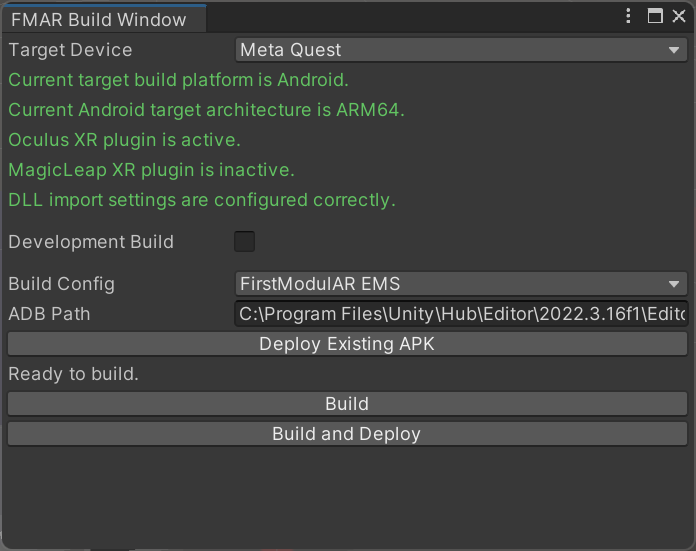 FMAR Build Window
Target Device Meta Quest
Current target build platform is Android.
Current Android target architecture is ARM64.
Oculus XR plugin is active.
MagicLeap XR plugin is inactive.
DLL import settings are configured correctly.
Development Build
Build Config FirstModulAR EMS
ADB Path C:\Program Files\Unity\Hub\Editor\2022.3.16f1\Edito
Deploy Existing APK
Ready to build.
Build
Build and Deploy